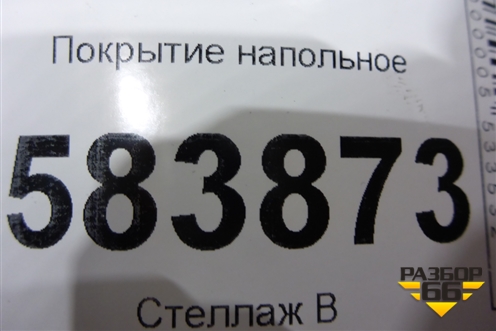 Покрытие напольное
583873
Стеллаж В
РАЗБОР
66